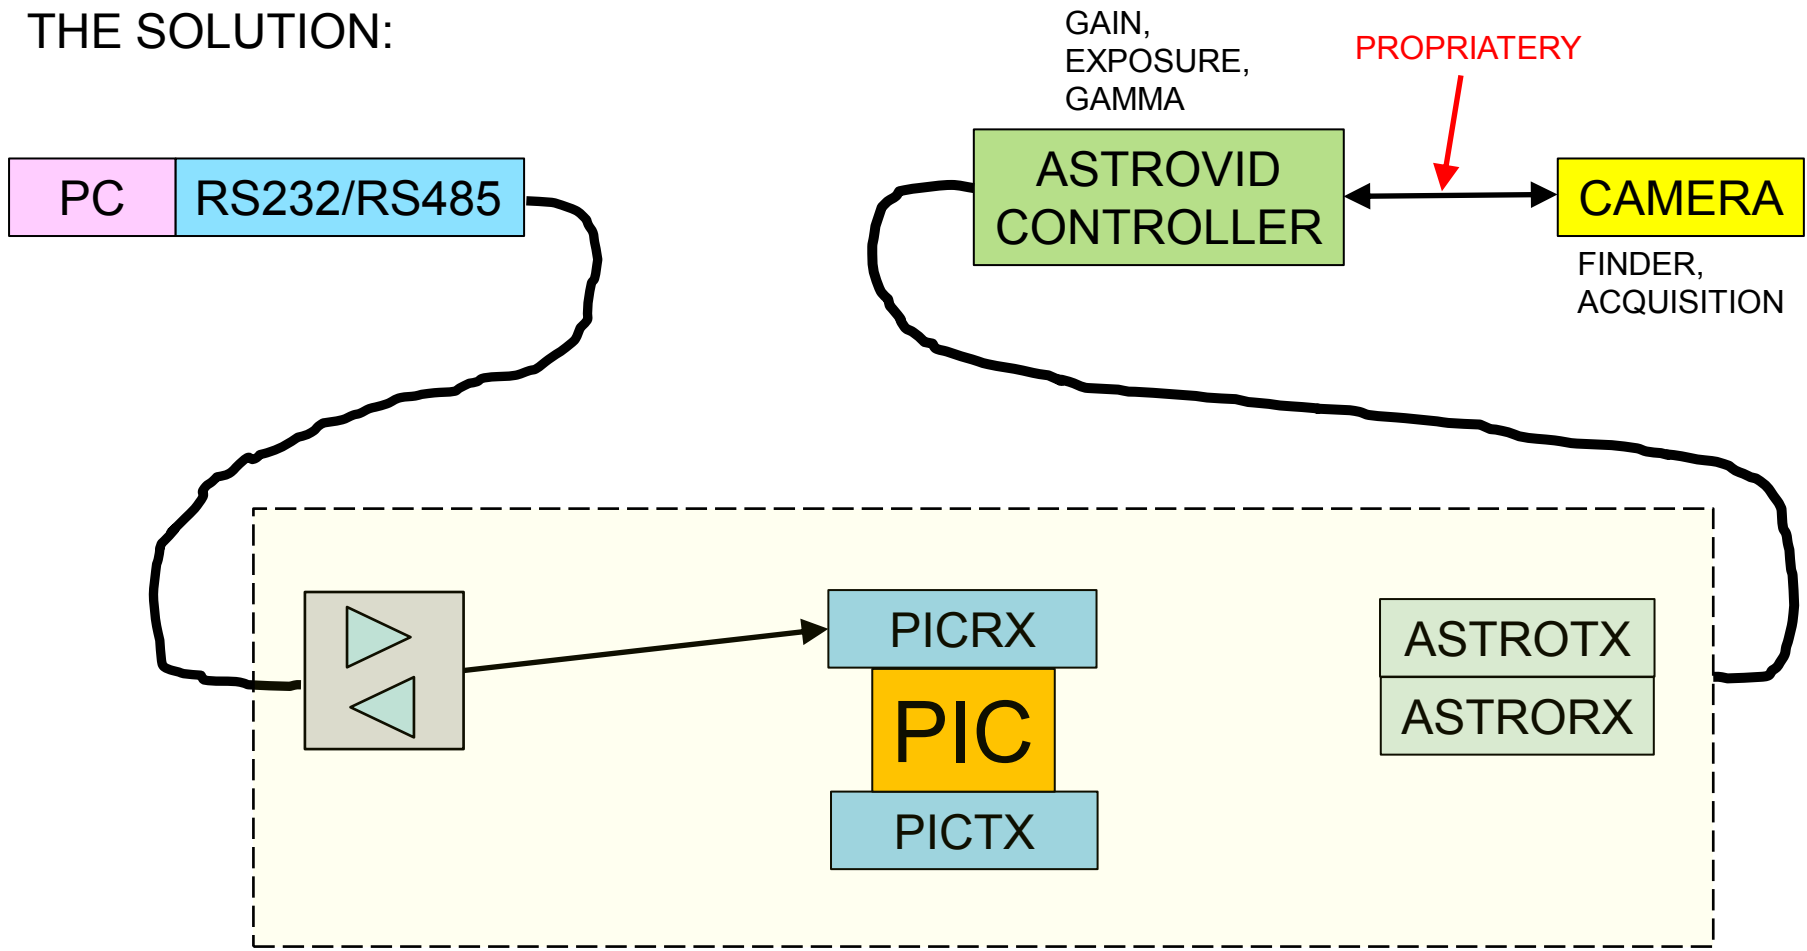 THE SOLUTION:
GAIN,
EXPOSURE,
GAMMA
PROPRIATERY
PC
RS232/RS485
ASTROVID
CONTROLLER
CAMERA
FINDER,
ACQUISITION
PICRX
PIC
PICTX
ASTROTX
ASTRORX